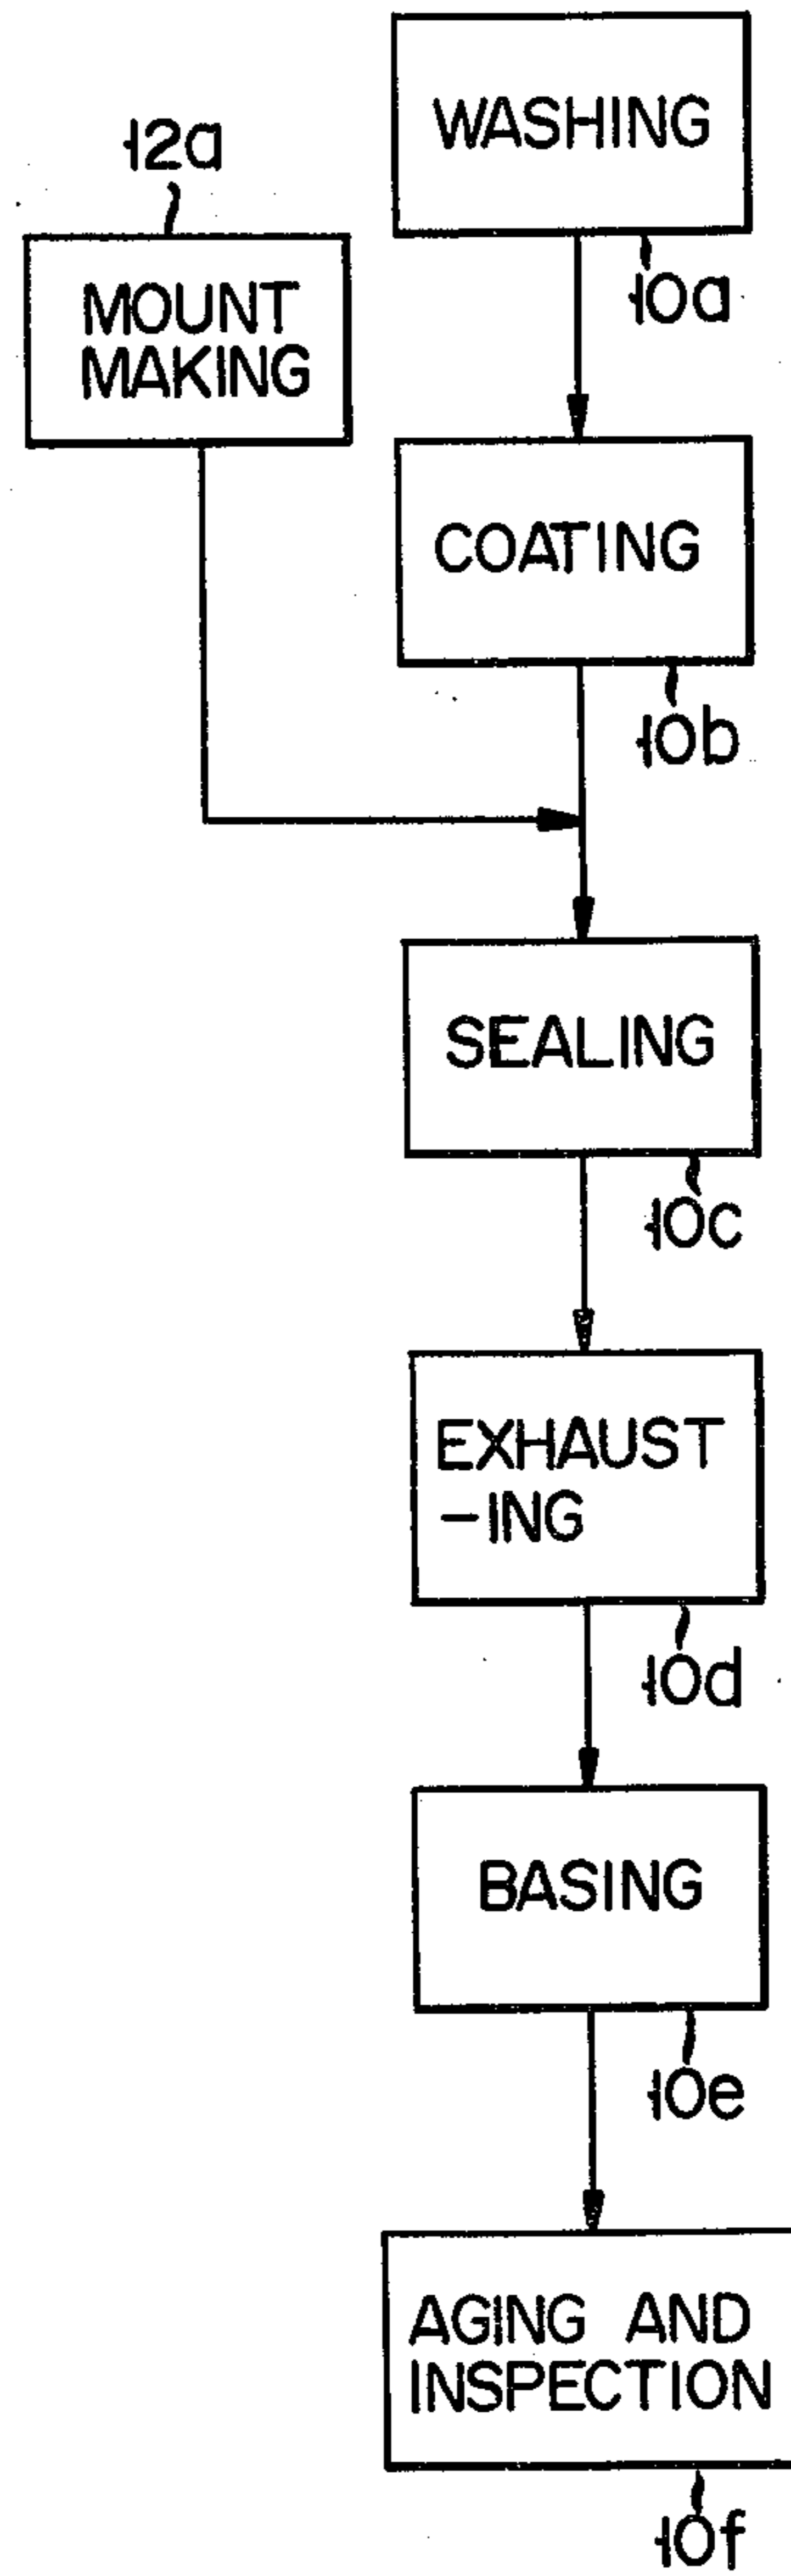 WASHING
10a
12a
MOUNT
MAKING
COATING
10b
SEALING
10c
EXHAUST
-ING
10d
BASING
10e
AGING AND
INSPECTION
10f